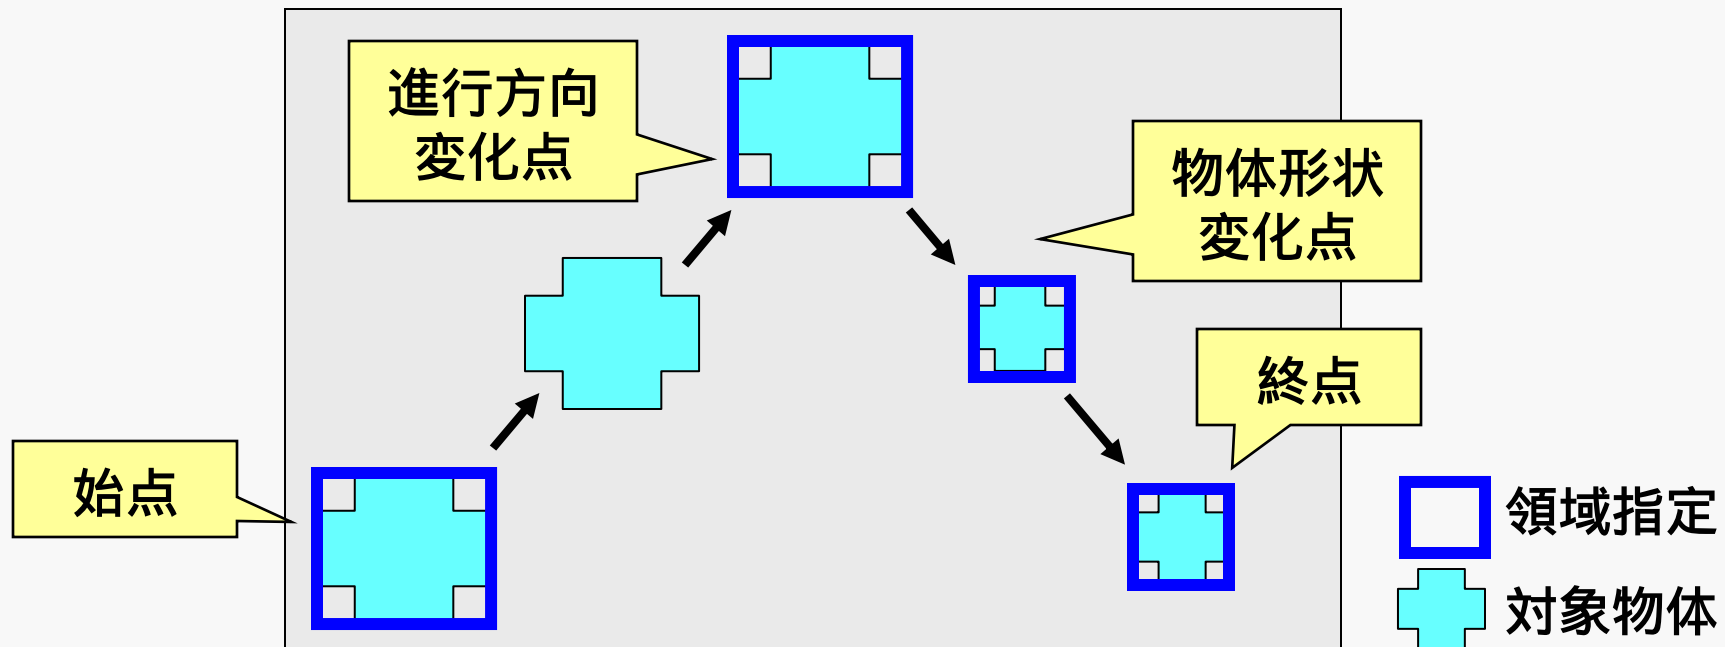 進行方向
変化点
物体形状
変化点
終点
始点
領域指定
対象物体